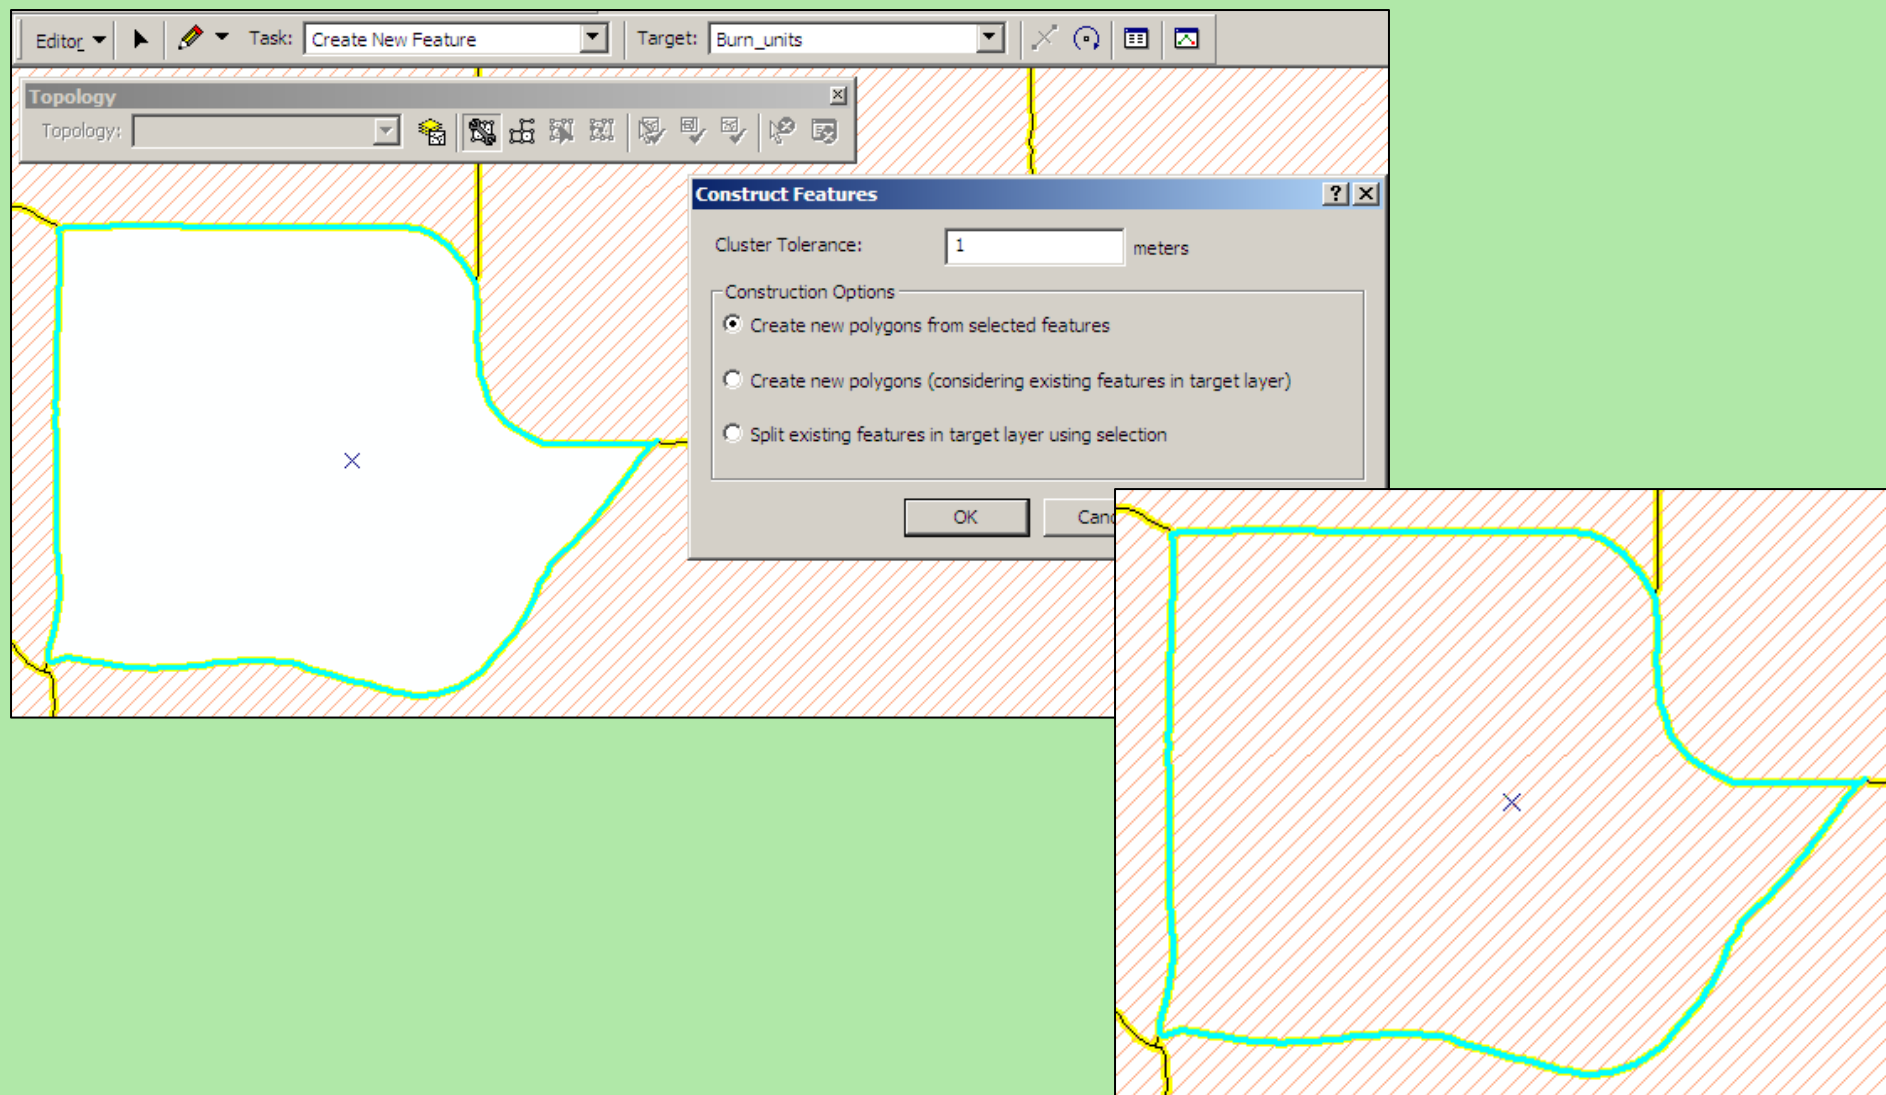 Editor Task: Create New Feature Target: Burn_units
Topology
Topology:
Construct Features
Cluster Tolerance: 1 meters
Construction Options
Create new polygons from selected features
Create new polygons (considering existing features in target layer)
Split existing features in target layer using selection
OK Canc